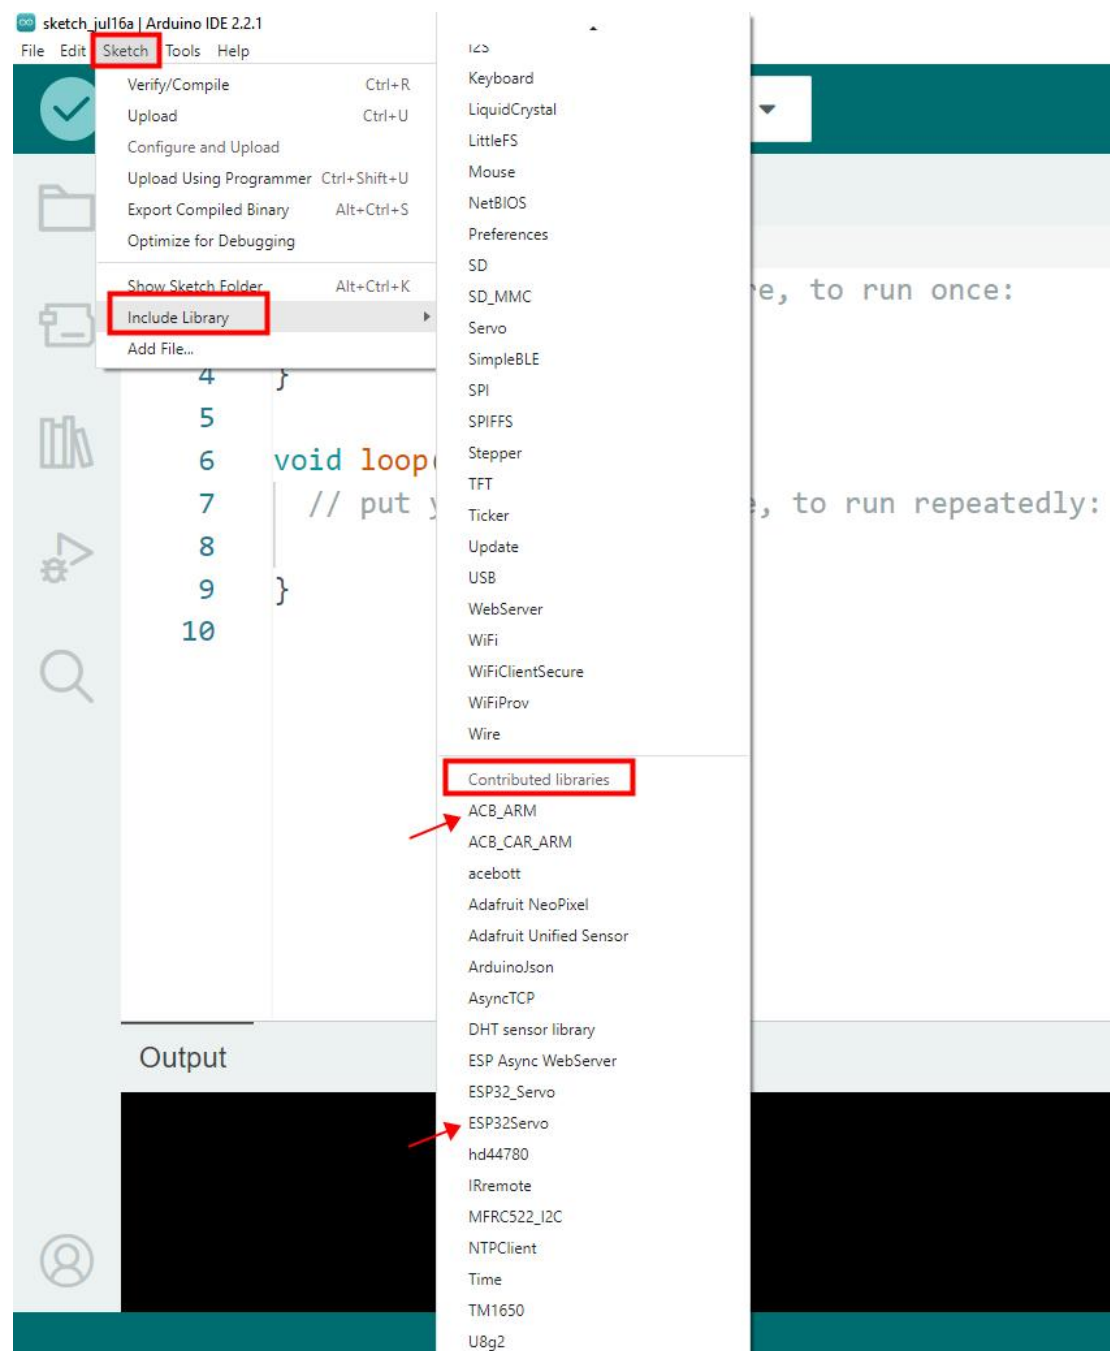 sketch_jul16a | Arduino IDE 2.2.1
File Edit Sketch Tools Help
Verify/Compile Ctrl+R
Upload Ctrl+U
Configure and Upload
Upload Using Programmer Ctrl+Shift+U
Export Compiled Binary Alt+Ctrl+S
Optimize for Debugging
Show Sketch Folder Alt+Ctrl+K
Include Library
Add File...
I2S
Keyboard
LiquidCrystal
LittleFS
Mouse
NetBIOS
Preferences
SD
SD_MMC
Servo
SimpleBLE
SPI
SPIFFS
Stepper
TFT
Ticker
Update
USB
WebServer
WiFi
WiFiClientSecure
WiFiProv
Wire
Contributed libraries
ACB_ARM
ACB_CAR_ARM
acebott
Adafruit NeoPixel
Adafruit Unified Sensor
ArduinoJson
AsyncTCP
DHT sensor library
ESP Async WebServer
ESP32_Servo
ESP32Servo
hd44780
IRremote
MFRC522_I2C
NTPClient
Time
TM1650
U8g2
e, to run once:
4 }
5
6 void loop(
7 // put , to run repeatedly:
8
9 }
10
Output